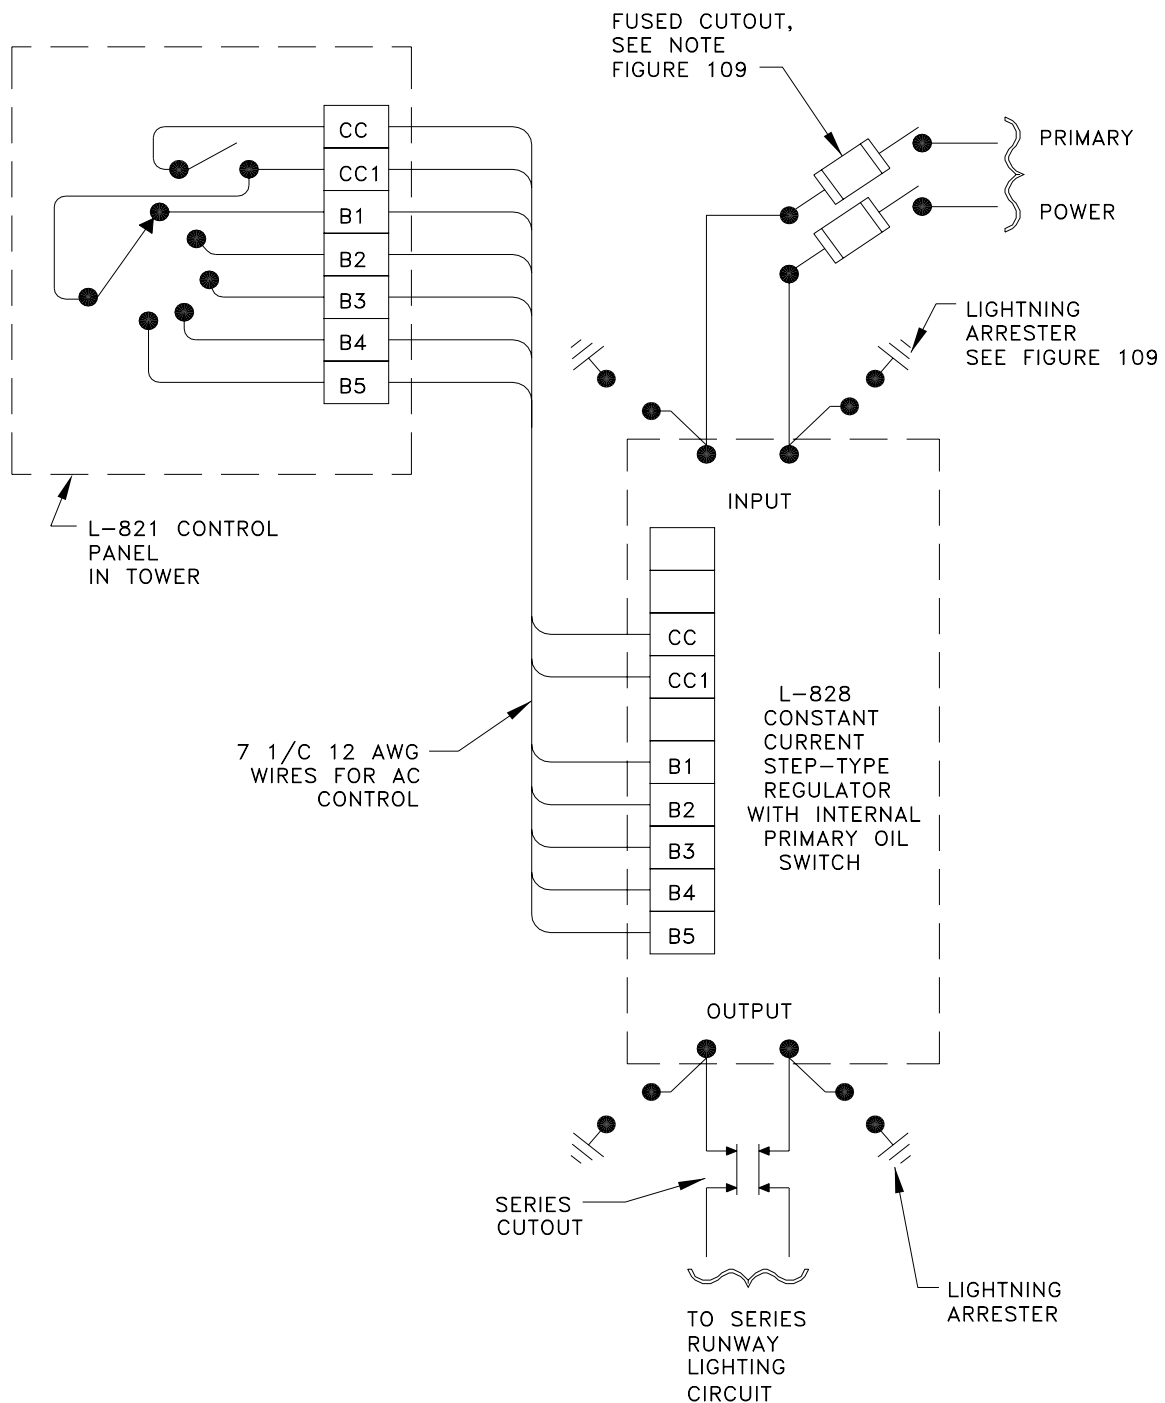 FUSED CUTOUT,
SEE NOTE
FIGURE 109
PRIMARY
POWER
CC
CC1
B1
B2
B3
B4
B5
LIGHTNING
ARRESTER
SEE FIGURE 109
L-821 CONTROL
PANEL
IN TOWER
INPUT
CC
CC1
B1
B2
B3
B4
B5
L-828
CONSTANT
CURRENT
STEP-TYPE
REGULATOR
WITH INTERNAL
PRIMARY OIL
SWITCH
7 1/C 12 AWG
WIRES FOR AC
CONTROL
OUTPUT
SERIES
CUTOUT
LIGHTNING
ARRESTER
TO SERIES
RUNWAY
LIGHTING
CIRCUIT